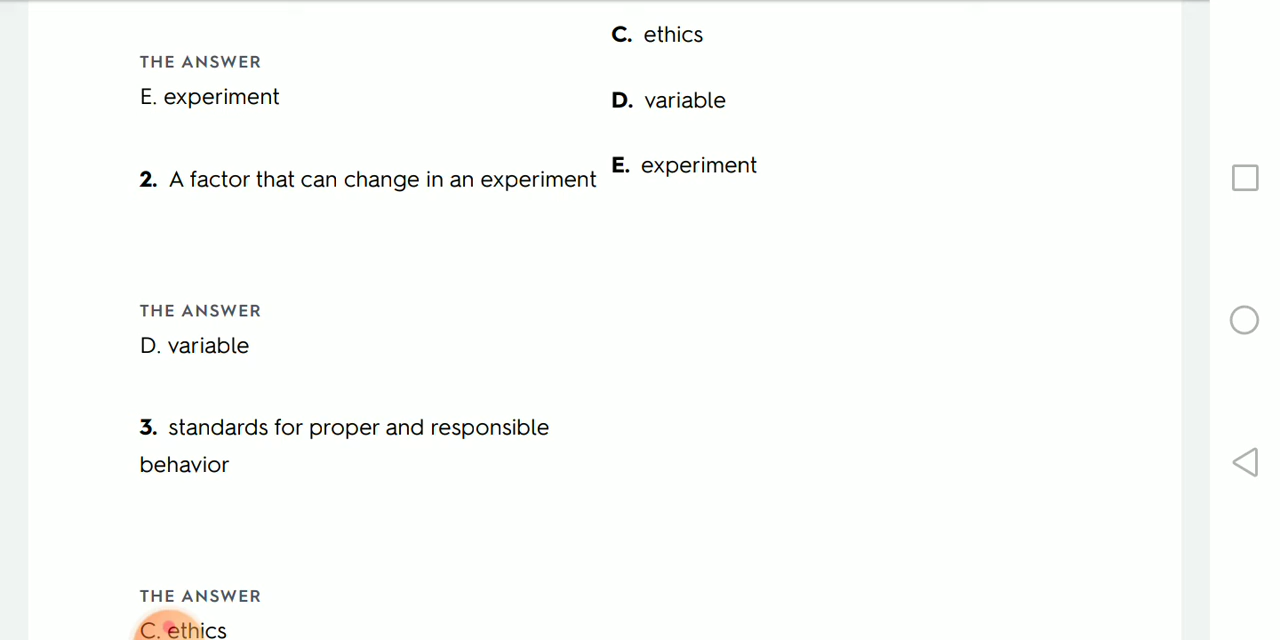 THE ANSWER
E. experiment
2. A factor that can change in an experiment
THE ANSWER
D. variable
3. standards for proper and responsible
behavior
THE ANSWER
C. ethics
C. ethics
D. variable
E. experiment